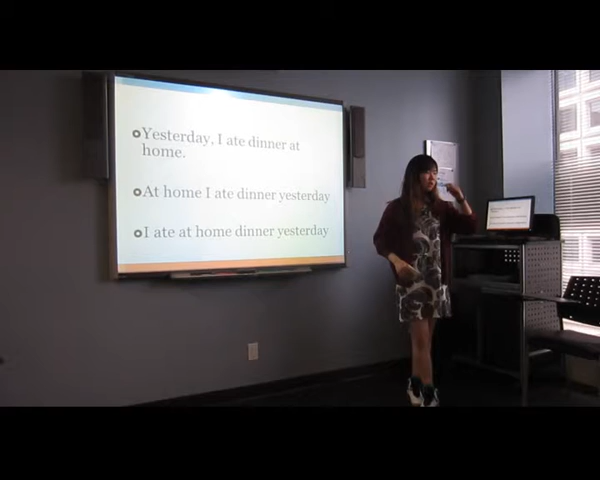 Yesterday, I ate dinner at
home.
At home I ate dinner yesterday
I ate at home dinner yesterday